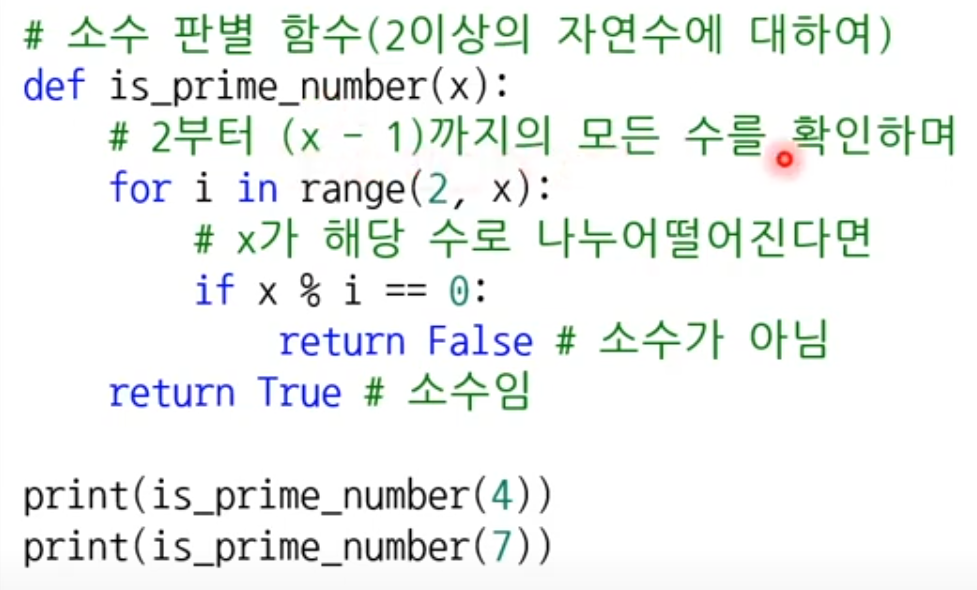 # 소수 판별 함수(2이상의 자연수에 대하여)
def is_prime_number(x):
    # 2부터 (x - 1)까지의 모든 수를 확인하며
    for i in range(2, x):
        # x가 해당 수로 나누어떨어진다면
        if x % i == 0:
            return False # 소수가 아님
    return True # 소수임

print(is_prime_number(4))
print(is_prime_number(7))